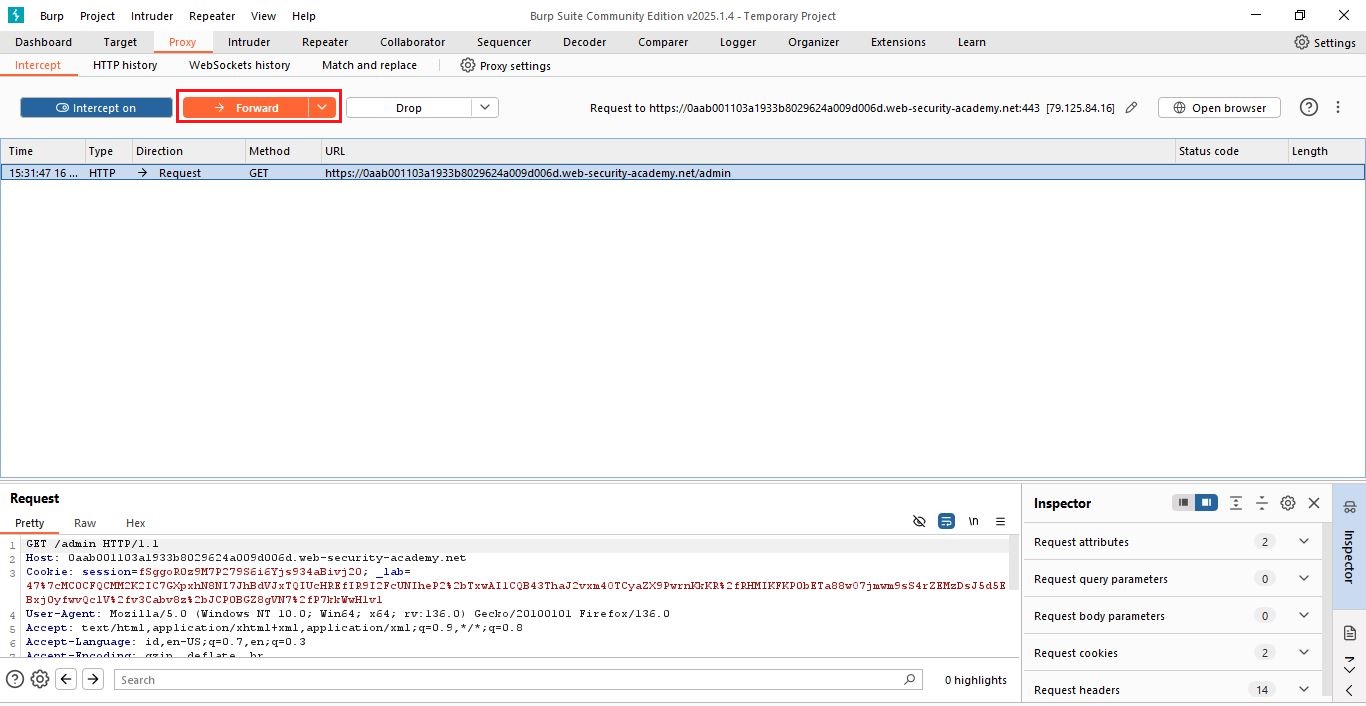 Burp Project Intruder Repeater View Help Burp Suite Community Edition v2025.1.4 - Temporary Project
Dashboard Target Proxy Intruder Repeater Collaborator Sequencer Decoder Comparer Logger Organizer Extensions Learn Settings
Intercept HTTP history WebSockets history Match and replace Proxy settings
Intercept on Forward Drop Request to https://0aab001103a1933b8029624a009d006d.web-security-academy.net:443 [79.125.84.16] Open browser
Time Type Direction Method URL Status code Length
15:31:47 16 ... HTTP → Request GET https://0aab001103a1933b8029624a009d006d.web-security-academy.net/admin
Request
Pretty Raw Hex \n
1 GET /admin HTTP/1.1
2 Host: 0aab001103a1933b8029624a009d006d.web-security-academy.net
3 Cookie: session=fSggoR0z9M7P279S6i6Yjs934aBivj20; _lab=
4 User-Agent: Mozilla/5.0 (Windows NT 10.0; Win64; x64; rv:136.0) Gecko/20100101 Firefox/136.0
5 Accept: text/html,application/xhtml+xml,application/xml;q=0.9,*/*;q=0.8
6 Accept-Language: id,en-US;q=0.7,en;q=0.3
Accept-Encoding: gzip, deflate, br
Search 0 highlights
Inspector
Request attributes 2
Request query parameters 0
Request body parameters 0
Request cookies 2
Request headers 14
Inspector